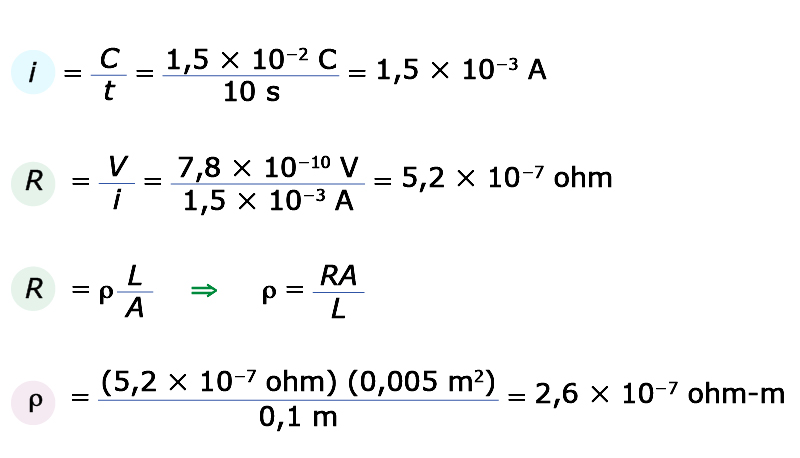 i = C/t = 1,5 × 10⁻² C / 10 s = 1,5 × 10⁻³ A
R = V/i = 7,8 × 10⁻¹⁰ V / 1,5 × 10⁻³ A = 5,2 × 10⁻⁷ ohm
R = ρ L/A ⇒ ρ = RA/L
ρ = (5,2 × 10⁻⁷ ohm) (0,005 m²) / 0,1 m = 2,6 × 10⁻⁷ ohm-m